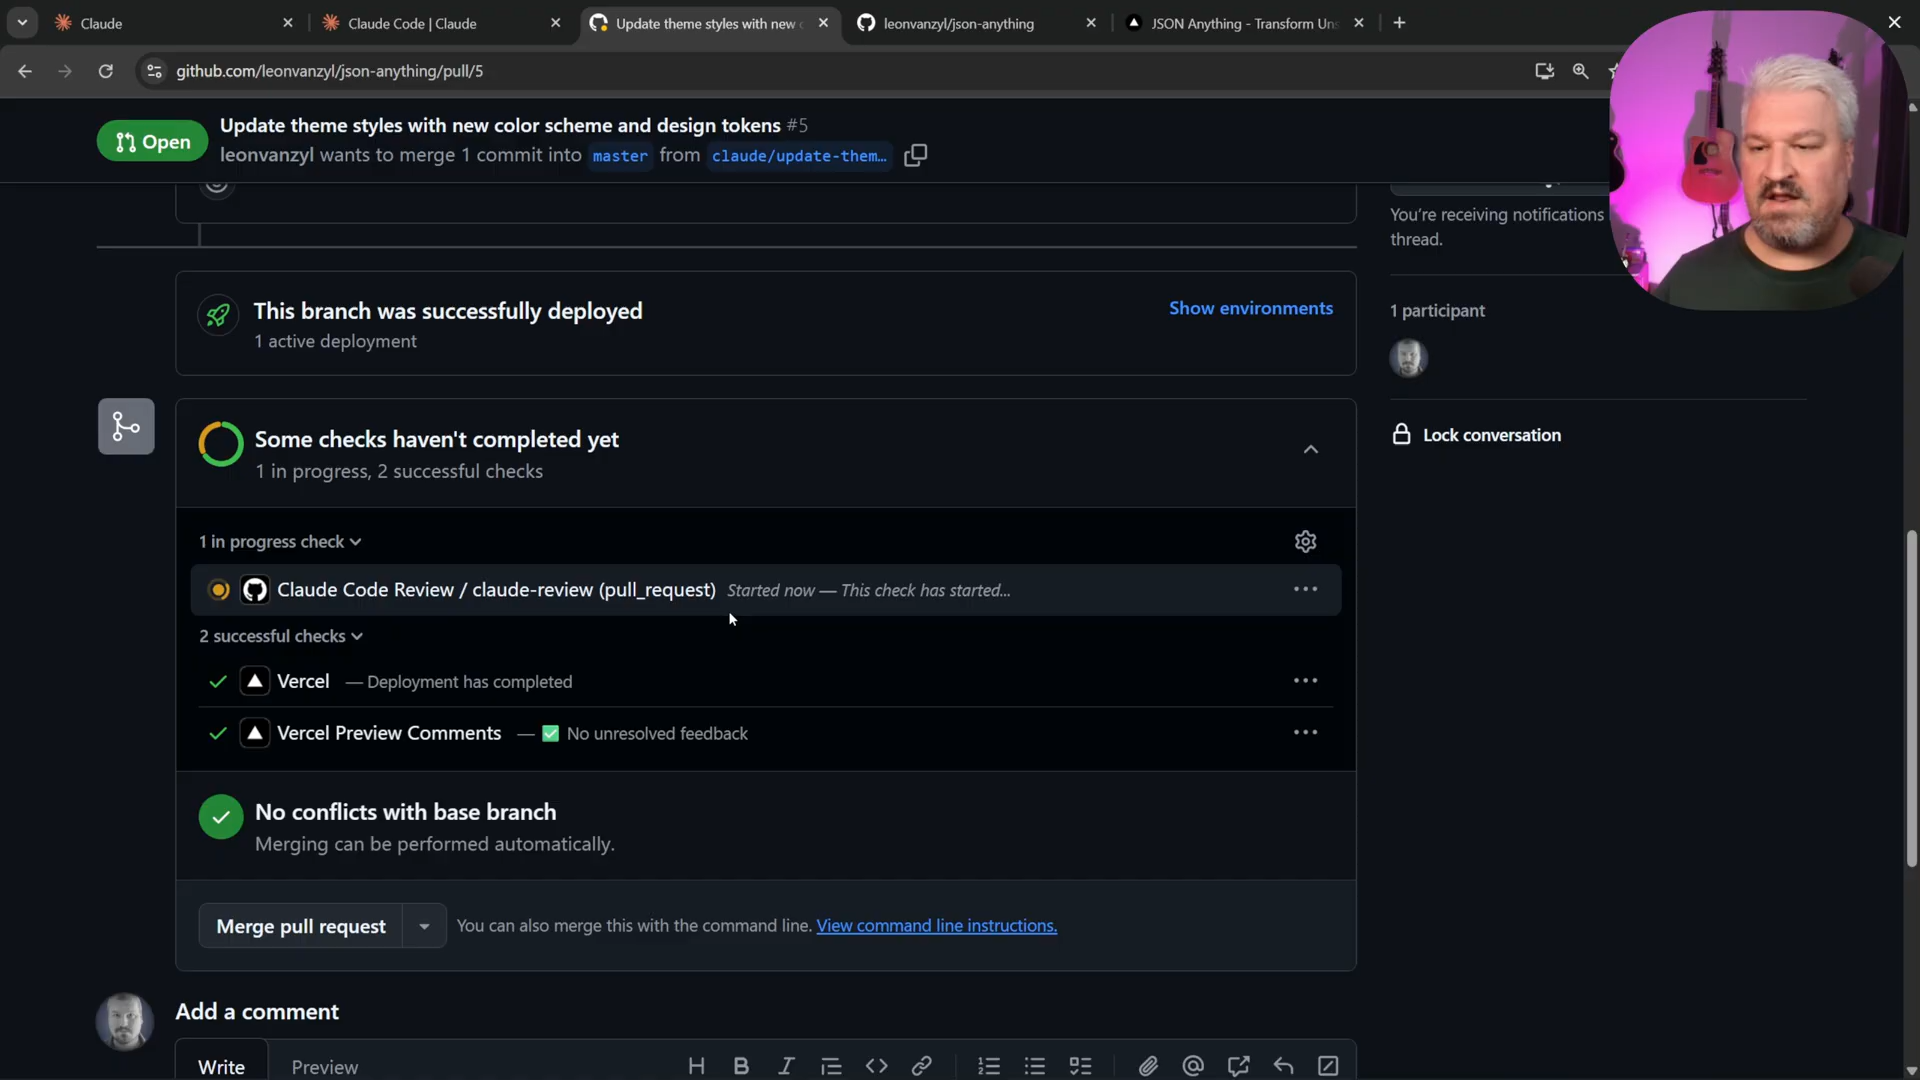 Claude
Claude Code | Claude
Update theme styles with new
leonvanzyl/json-anything
JSON Anything - Transform Uns
github.com/leonvanzyl/json-anything/pull/5
Open
Update theme styles with new color scheme and design tokens #5
leonvanzyl wants to merge 1 commit into master from claude/update-them…
You're receiving notifications
thread.
This branch was successfully deployed
Show environments
1 active deployment
1 participant
Some checks haven't completed yet
1 in progress, 2 successful checks
Lock conversation
1 in progress check
Claude Code Review / claude-review (pull_request) Started now — This check has started...
2 successful checks
Vercel — Deployment has completed
Vercel Preview Comments — ✅ No unresolved feedback
No conflicts with base branch
Merging can be performed automatically.
Merge pull request
You can also merge this with the command line. View command line instructions.
Add a comment
Write
Preview